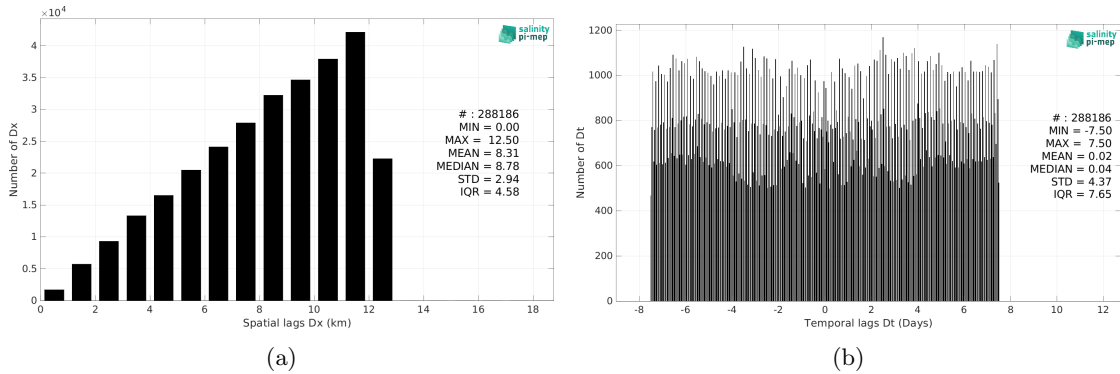 ×10⁴
4
3.5
3
2.5
2
1.5
1
0.5
0
Number of Dx
0 2 4 6 8 10 12 14 16 18
Spatial lags Dx (km)
salinity
pi-mep
# : 288186
MIN = 0.00
MAX = 12.50
MEAN = 8.31
MEDIAN = 8.78
STD = 2.94
IQR = 4.58
(a)
1200
1000
800
600
400
200
0
Number of Dt
-8 -6 -4 -2 0 2 4 6 8 10 12
Temporal lags Dt (Days)
salinity
pi-mep
# : 288186
MIN = -7.50
MAX = 7.50
MEAN = 0.02
MEDIAN = 0.04
STD = 4.37
IQR = 7.65
(b)